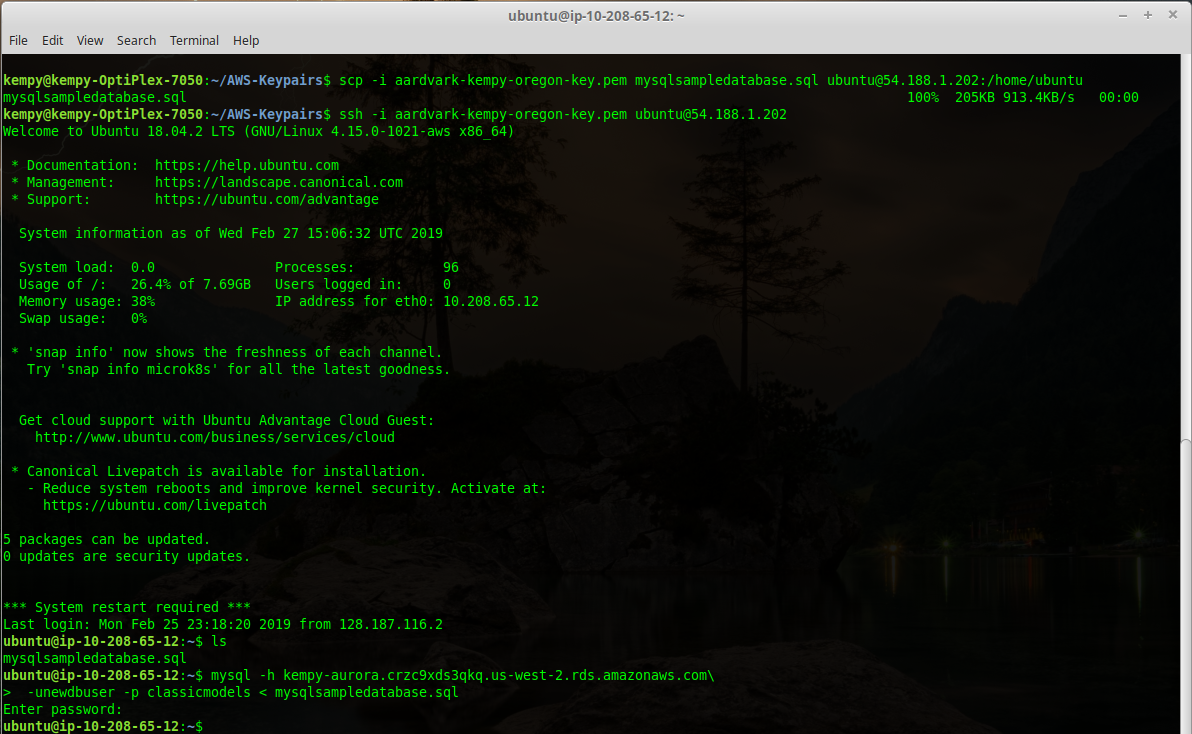 ubuntu@ip-10-208-65-12: ~
File Edit View Search Terminal Help
kempy@kempy-OptiPlex-7050:~/AWS-Keypairs$ scp -i aardvark-kempy-oregon-key.pem mysqlsampledatabase.sql ubuntu@54.188.1.202:/home/ubuntu
mysqlsampledatabase.sql 100% 205KB 913.4KB/s 00:00
kempy@kempy-OptiPlex-7050:~/AWS-Keypairs$ ssh -i aardvark-kempy-oregon-key.pem ubuntu@54.188.1.202
Welcome to Ubuntu 18.04.2 LTS (GNU/Linux 4.15.0-1021-aws x86_64)
* Documentation: https://help.ubuntu.com
* Management: https://landscape.canonical.com
* Support: https://ubuntu.com/advantage
System information as of Wed Feb 27 15:06:32 UTC 2019
System load: 0.0 Processes: 96
Usage of /: 26.4% of 7.69GB Users logged in: 0
Memory usage: 38% IP address for eth0: 10.208.65.12
Swap usage: 0%
* 'snap info' now shows the freshness of each channel.
Try 'snap info microk8s' for all the latest goodness.
Get cloud support with Ubuntu Advantage Cloud Guest:
http://www.ubuntu.com/business/services/cloud
* Canonical Livepatch is available for installation.
- Reduce system reboots and improve kernel security. Activate at:
https://ubuntu.com/livepatch
5 packages can be updated.
0 updates are security updates.
*** System restart required ***
Last login: Mon Feb 25 23:18:20 2019 from 128.187.116.2
ubuntu@ip-10-208-65-12:~$ ls
mysqlsampledatabase.sql
ubuntu@ip-10-208-65-12:~$ mysql -h kempy-aurora.crzc9xds3qkq.us-west-2.rds.amazonaws.com\
> -unewdbuser -p classicmodels < mysqlsampledatabase.sql
Enter password:
ubuntu@ip-10-208-65-12:~$